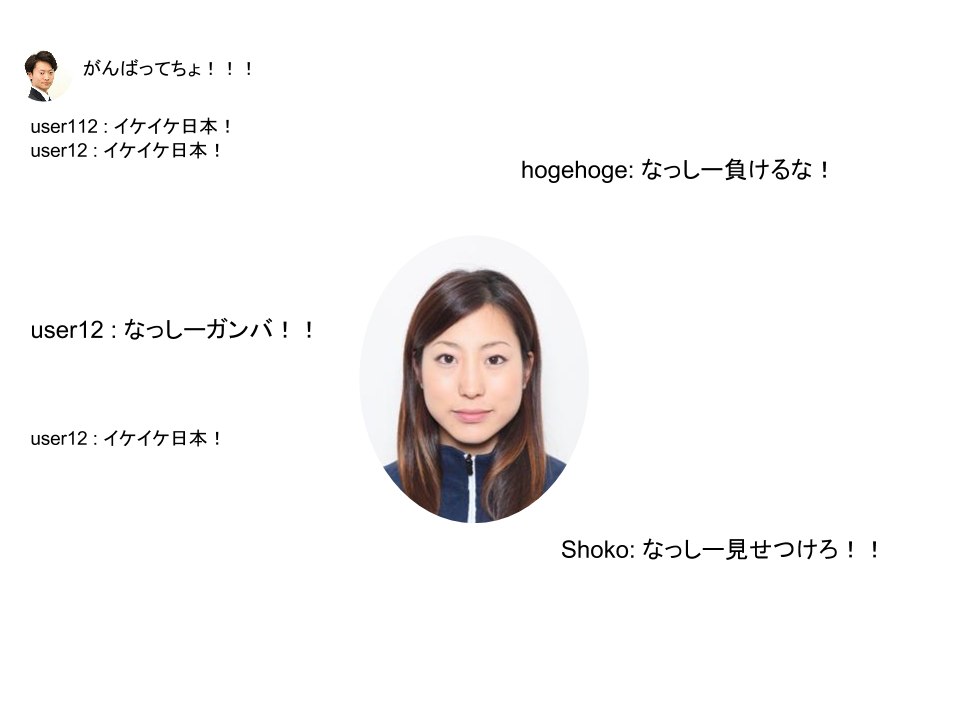 がんばってちょ！！！
user112 : イケイケ日本！
user12 : イケイケ日本！
hogehoge: なっしー負けるな！
user12 : なっしーガンバ！！
user12 : イケイケ日本！
Shoko: なっしー見せつけろ！！